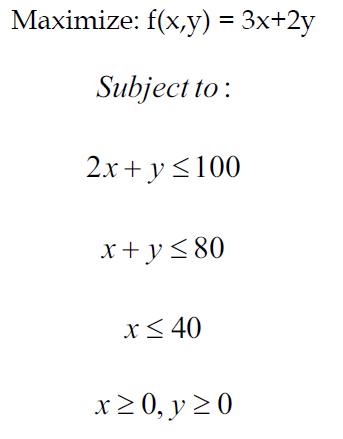 Maximize: f(x,y) = 3x+2y
Subject to :
2x + y ≤ 100
x + y ≤ 80
x ≤ 40
x ≥ 0, y ≥ 0